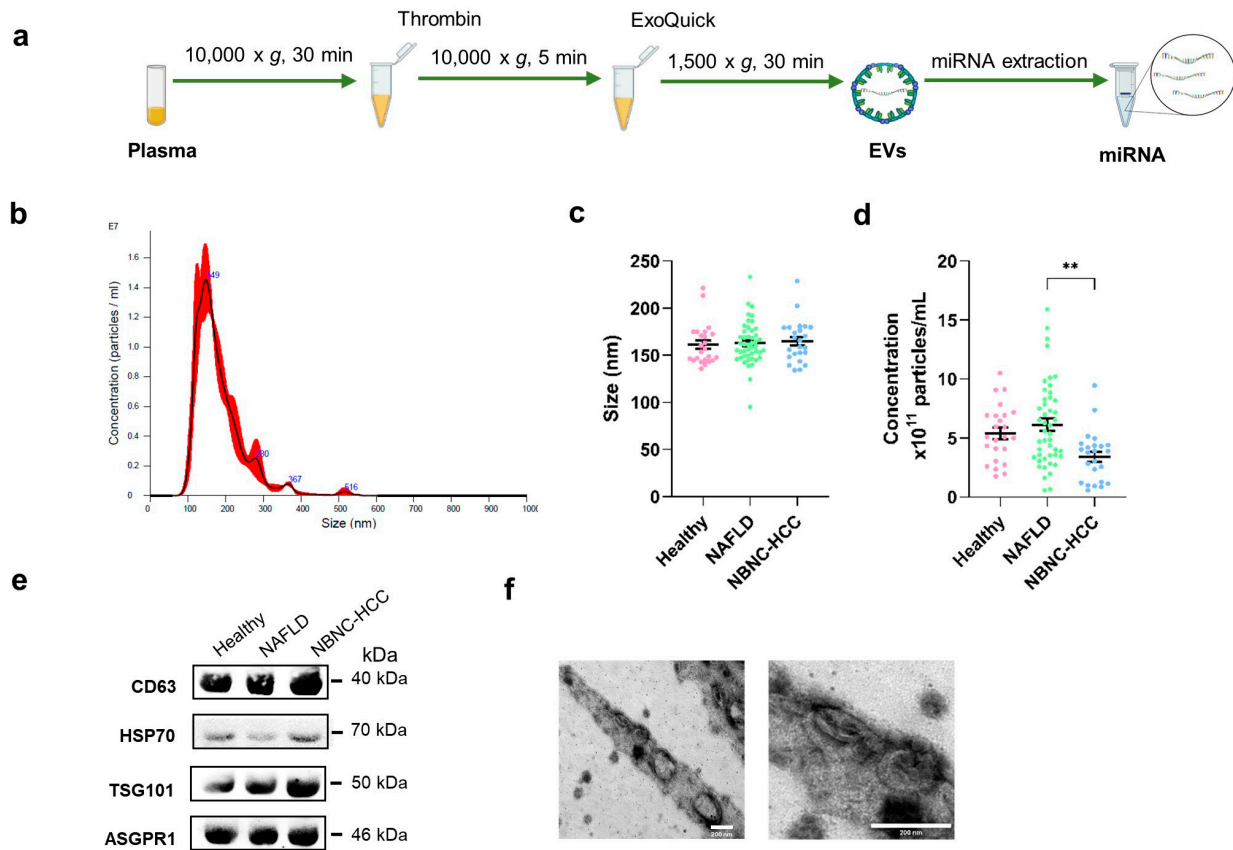 a
Thrombin
ExoQuick
10,000 x g, 30 min
10,000 x g, 5 min
1,500 x g, 30 min
miRNA extraction
Plasma
EVs
miRNA
b
E7
Concentration (particles / ml)
1.6
1.4
1.2
1.0
0.8
0.6
0.4
0.2
0
149
280
367
516
0 100 200 300 400 500 600 700 800 900 1000
Size (nm)
c
Size (nm)
250
200
150
100
50
0
Healthy
NAFLD
NBNC-HCC
d
Concentration
x10¹¹ particles/mL
20
15
10
5
0
**
Healthy
NAFLD
NBNC-HCC
e
Healthy
NAFLD
NBNC-HCC
kDa
CD63 40 kDa
HSP70 70 kDa
TSG101 50 kDa
ASGPR1 46 kDa
f
200 nm
200 nm